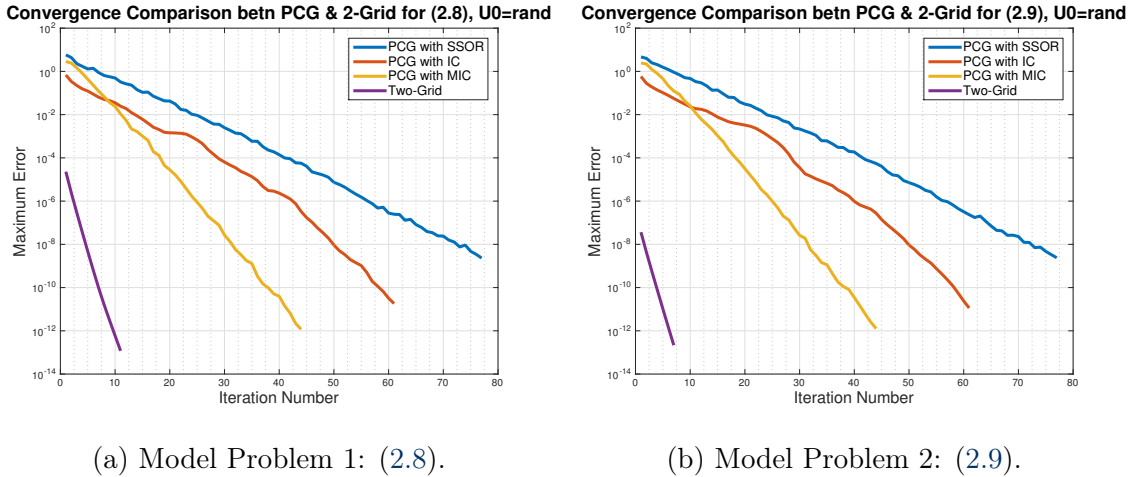 Convergence Comparison betn PCG & 2-Grid for (2.8), U0=rand
Maximum Error
10^2
10^0
10^-2
10^-4
10^-6
10^-8
10^-10
10^-12
10^-14
PCG with SSOR
PCG with IC
PCG with MIC
Two-Grid
0 10 20 30 40 50 60 70 80
Iteration Number
(a) Model Problem 1: (2.8).
Convergence Comparison betn PCG & 2-Grid for (2.9), U0=rand
Maximum Error
10^2
10^0
10^-2
10^-4
10^-6
10^-8
10^-10
10^-12
10^-14
PCG with SSOR
PCG with IC
PCG with MIC
Two-Grid
0 10 20 30 40 50 60 70 80
Iteration Number
(b) Model Problem 2: (2.9).